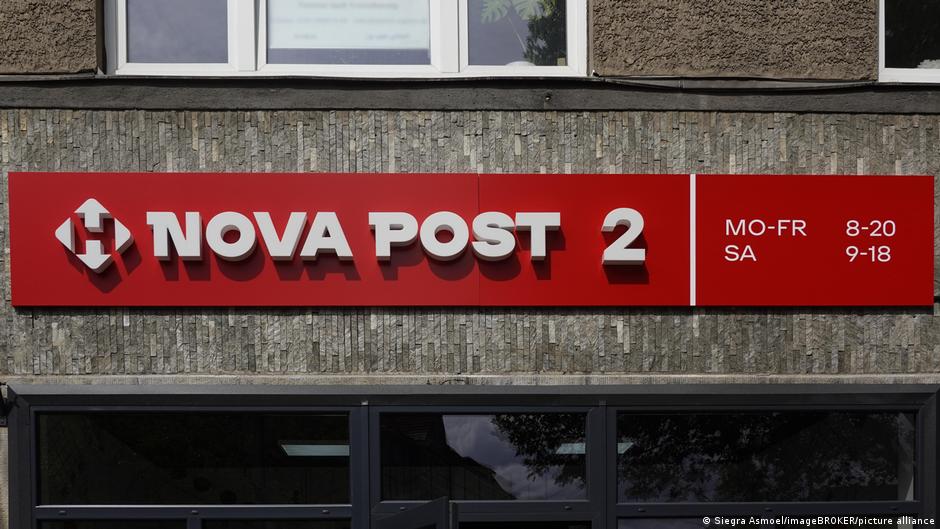 NOVA POST 2
MO-FR 8-20
SA 9-18
© Siegra Asmoel/imageBROKER/picture alliance